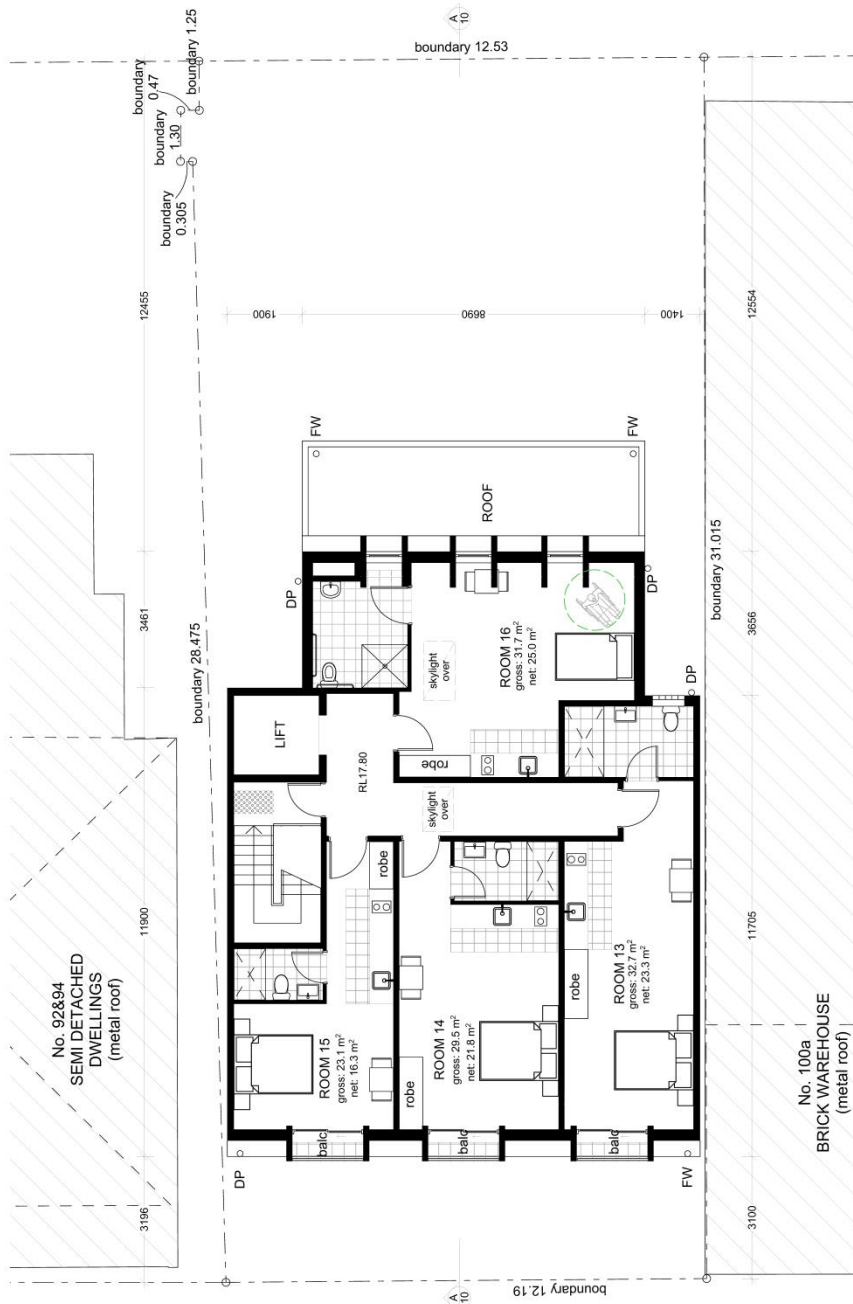 boundary 12.53
A
10
boundary 1.25
boundary
0.47
boundary
1.30
boundary
0.305
12455
1900
8690
1400
12554
FW
FW
ROOF
DP
DP
DP
3461
3656
boundary 28.475
boundary 31.015
LIFT
RL17.80
skylight
over
ROOM 16
gross: 31.7 m²
net: 25.0 m²
robe
skylight
over
robe
ROOM 15
gross: 23.1 m²
net: 16.3 m²
ROOM 14
gross: 29.5 m²
net: 21.8 m²
robe
ROOM 13
gross: 32.7 m²
net: 23.3 m²
robe
balc
balc
balc
DP
FW
11900
11705
No. 92&94
SEMI DETACHED
DWELLINGS
(metal roof)
No. 100a
BRICK WAREHOUSE
(metal roof)
3196
3100
A
10
boundary 12.19